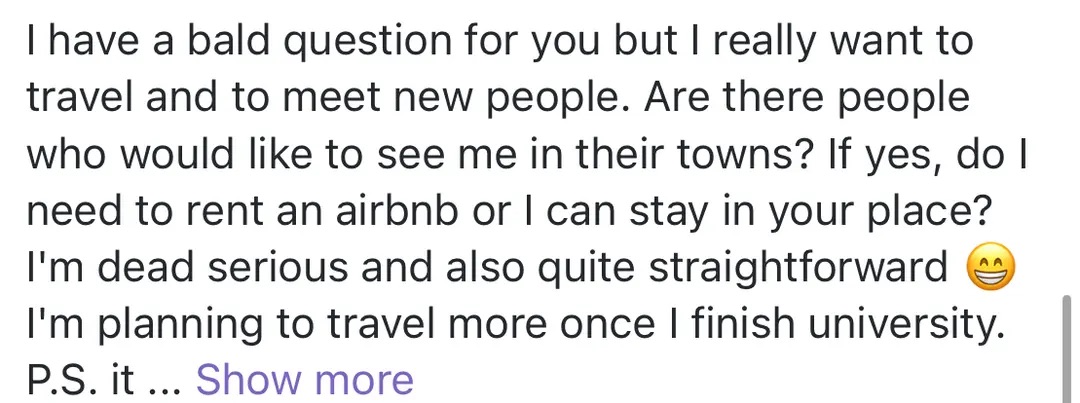 I have a bald question for you but I really want to
travel and to meet new people. Are there people
who would like to see me in their towns? If yes, do I
need to rent an airbnb or I can stay in your place?
I'm dead serious and also quite straightforward 😁
I'm planning to travel more once I finish university.
P.S. it ... Show more